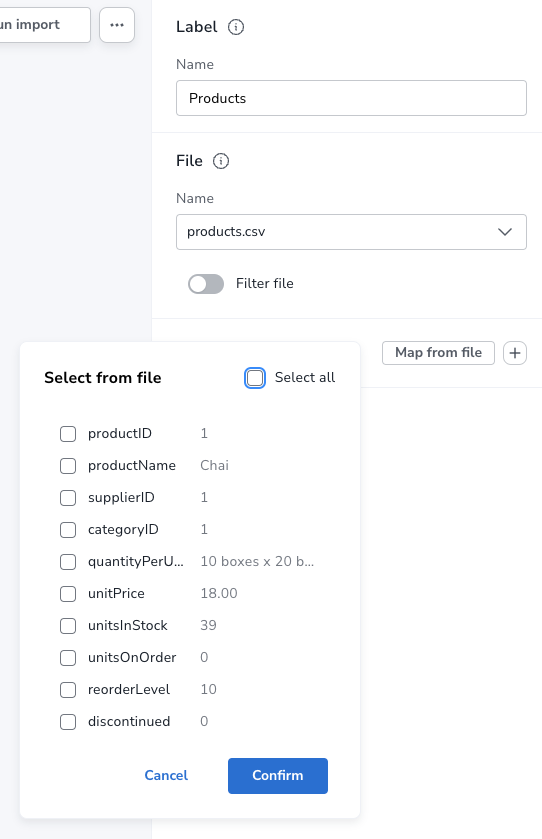 un import
...
Label
Name
Products
File
Name
products.csv
Filter file
Map from file
+
Select from file
Select all
productID 1
productName Chai
supplierID 1
categoryID 1
quantityPerU... 10 boxes x 20 b...
unitPrice 18.00
unitsInStock 39
unitsOnOrder 0
reorderLevel 10
discontinued 0
Cancel
Confirm